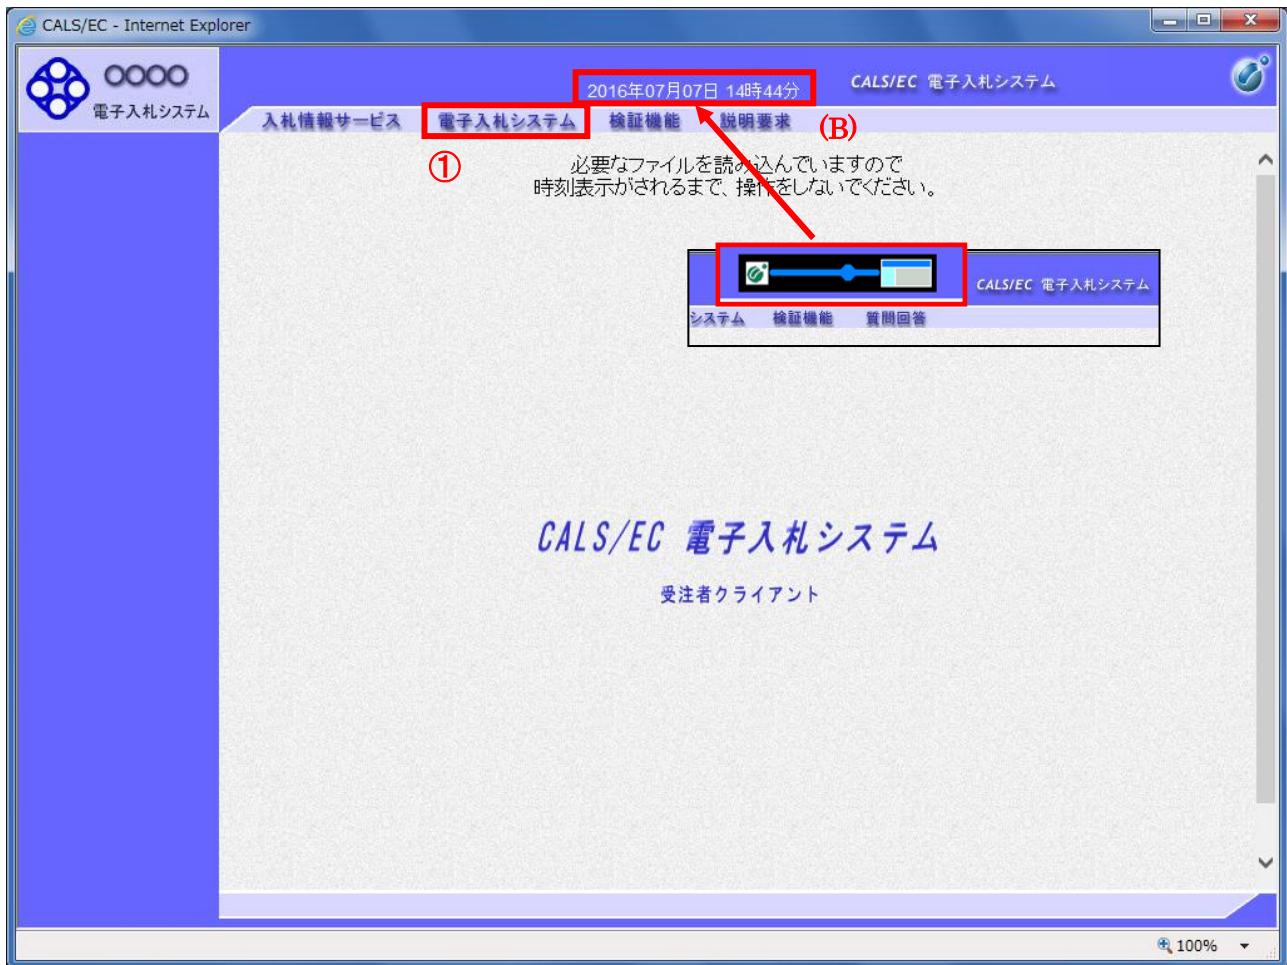 CALS/EC - Internet Explorer
○○○○
電子入札システム
2016年07月07日 14時44分
CALS/EC 電子入札システム
入札情報サービス 電子入札システム 検証機能 説明要求 (B)
①
必要なファイルを読み込んでいますので
時刻表示がされるまで、操作をしないでください。
CALS/EC 電子入札システム
システム 検証機能 質問回答
CALS/EC 電子入札システム
受注者クライアント
100%